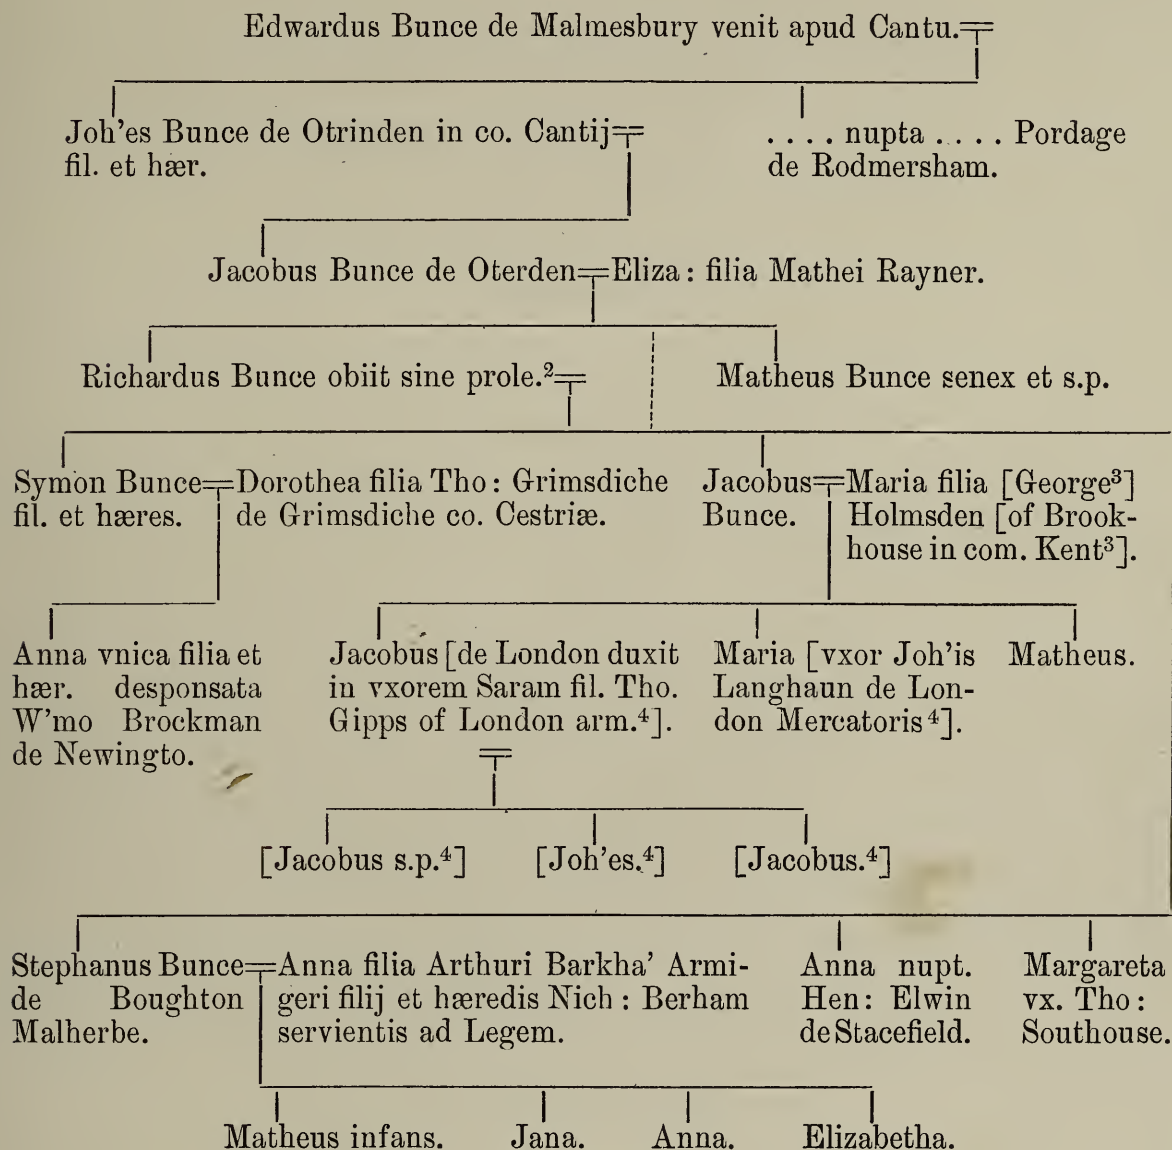 Edwardus Bunce de Malmesbury venit apud Cantu.
Joh'es Bunce de Otrinden in co. Cantij
fil. et hær.
. . . . nupta . . . . Pordage
de Rodmersham.
Jacobus Bunce de Oterden Eliza : filia Mathei Rayner.
Richardus Bunce obiit sine prole.²
Matheus Bunce senex et s.p.
Symon Bunce
fil. et hæres.
Dorothea filia Tho : Grimsdiche
de Grimsdiche co. Cestriæ.
Jacobus
Bunce.
Maria filia [George³]
Holmsden [of Brook-
house in com. Kent³].
Anna vnica filia et
hær. desponsata
W'mo Brockman
de Newingto.
Jacobus [de London duxit
in vxorem Saram fil. Tho.
Gipps of London arm.⁴].
Maria [vxor Joh'is
Langhaun de Lon-
don Mercatoris⁴].
Matheus.
[Jacobus s.p.⁴]
[Joh'es.⁴]
[Jacobus.⁴]
Stephanus Bunce
de Boughton
Malherbe.
Anna filia Arthuri Barkha' Armi-
geri filij et hæredis Nich : Berham
servientis ad Legem.
Anna nupt.
Hen : Elwin
de Stacefield.
Margareta
vx. Tho :
Southouse.
Matheus infans.
Jana.
Anna.
Elizabetha.